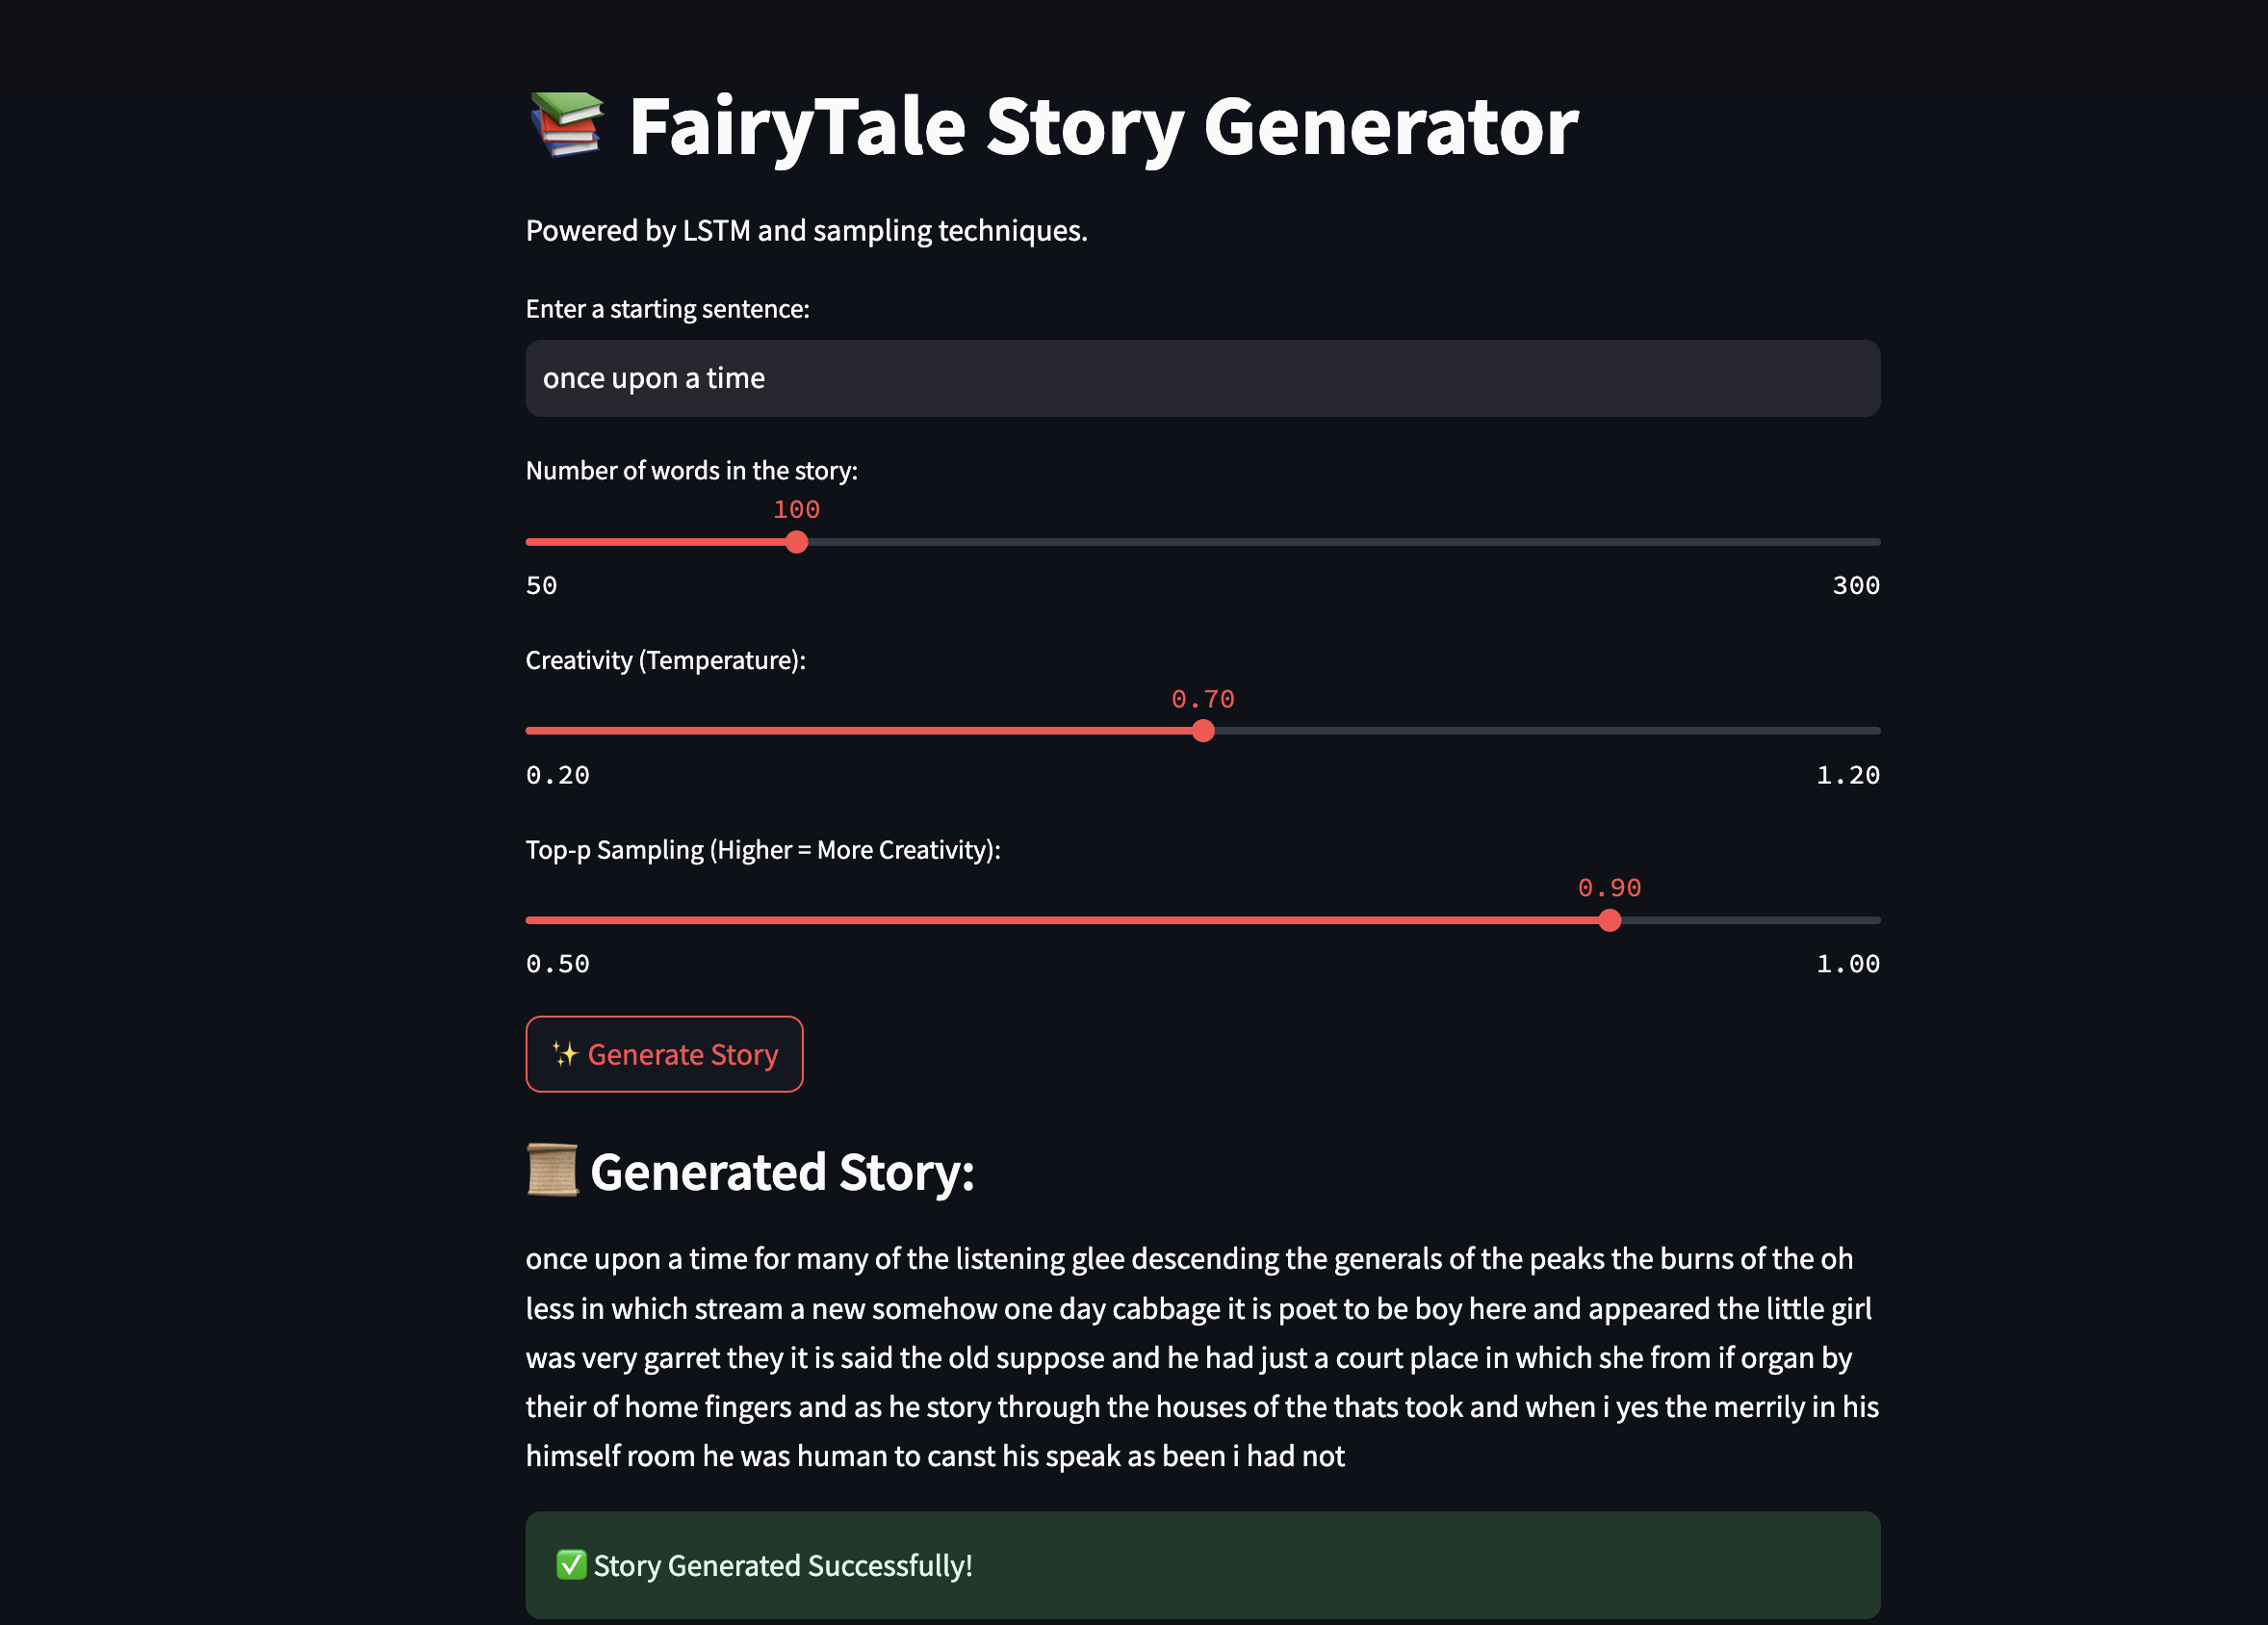 📚 FairyTale Story Generator
Powered by LSTM and sampling techniques.
Enter a starting sentence:
once upon a time
Number of words in the story:
100
50 300
Creativity (Temperature):
0.70
0.20 1.20
Top-p Sampling (Higher = More Creativity):
0.90
0.50 1.00
✨ Generate Story
📜 Generated Story:
once upon a time for many of the listening glee descending the generals of the peaks the burns of the oh
less in which stream a new somehow one day cabbage it is poet to be boy here and appeared the little girl
was very garret they it is said the old suppose and he had just a court place in which she from if organ by
their of home fingers and as he story through the houses of the thats took and when i yes the merrily in his
himself room he was human to canst his speak as been i had not
✅ Story Generated Successfully!